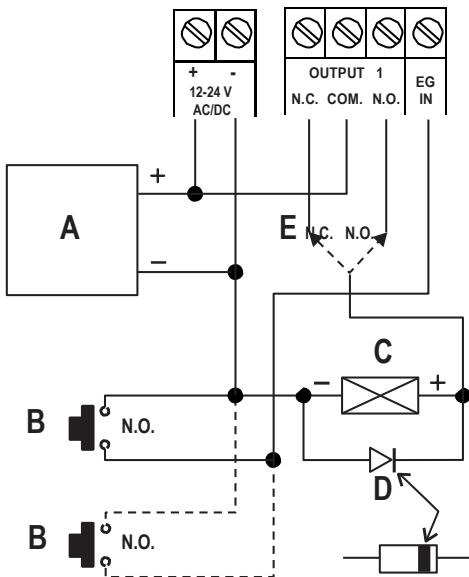 + -
12-24 V
AC/DC
OUTPUT 1
N.C. COM. N.O.
EG
IN
A
+
−
E N.C. N.O.
C
− +
B
N.O.
D
B
N.O.